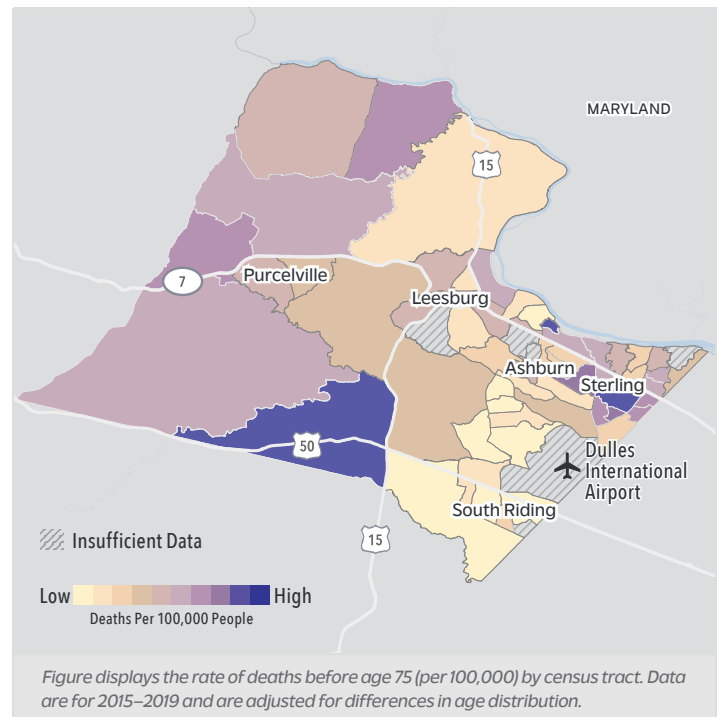 MARYLAND
15
Purcelville
7
Leesburg
Ashburn
Sterling
50
Dulles
International
Airport
South Riding
15
Insufficient Data
Low High
Deaths Per 100,000 People
Figure displays the rate of deaths before age 75 (per 100,000) by census tract. Data
are for 2015–2019 and are adjusted for differences in age distribution.